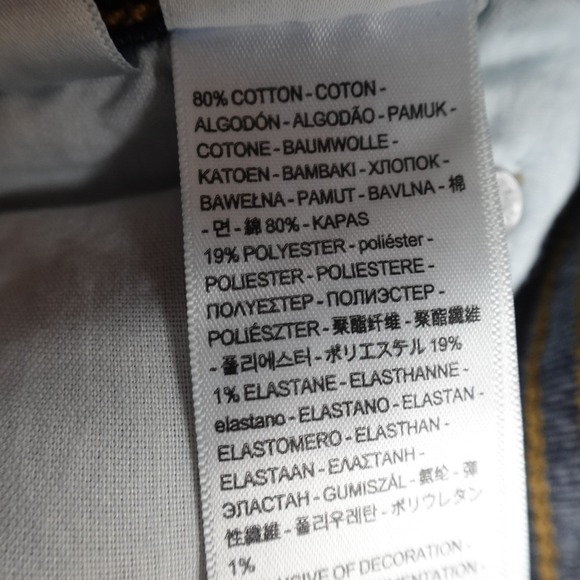 80% COTTON - COTON -
ALGODÓN - ALGODÃO - PAMUK -
COTONE - BAUMWOLLE -
KATOEN - BAMBAKI - ХЛОПОК -
BAWEŁNA - PAMUT - BAVLNA - 棉
- 면 - 綿 80% - KAPAS
19% POLYESTER - poliéster -
POLIESTER - POLIESTERE -
ΠΟΛΥΕΣΤΕΡ - ПОЛИЭСТЕР -
POLIÉSZTER - 聚酯纤维 - 聚酯纖維
- 폴리에스터 - ポリエステル 19%
1% ELASTANE - ELASTHANNE -
elastano - ELASTANO - ELASTAN -
ELASTOMERO - ELASTHAN -
ELASTAAN - ΕΛΑΣΤΑΝΗ -
ЭЛАСТАН - GUMISZÁL - 氨纶 - 彈
性纖維 - 폴리우레탄 - ポリウレタン
1%
EXCLUSIVE OF DECORATION -